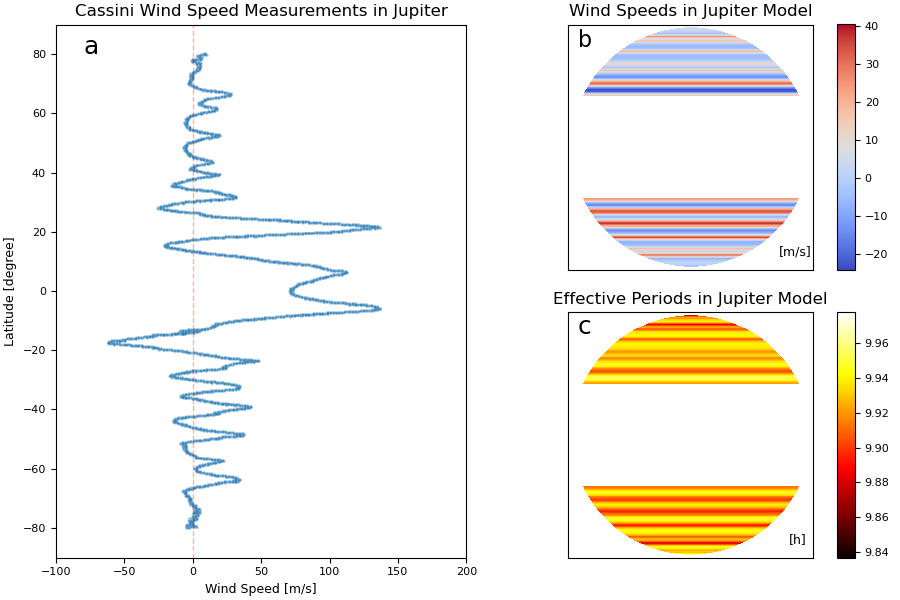 Cassini Wind Speed Measurements in Jupiter
a
80
60
40
20
0
−20
−40
−60
−80
Latitude [degree]
−100 −50 0 50 100 150 200
Wind Speed [m/s]
Wind Speeds in Jupiter Model
b
[m/s]
40
30
20
10
0
−10
−20
Effective Periods in Jupiter Model
c
[h]
9.96
9.94
9.92
9.90
9.88
9.86
9.84